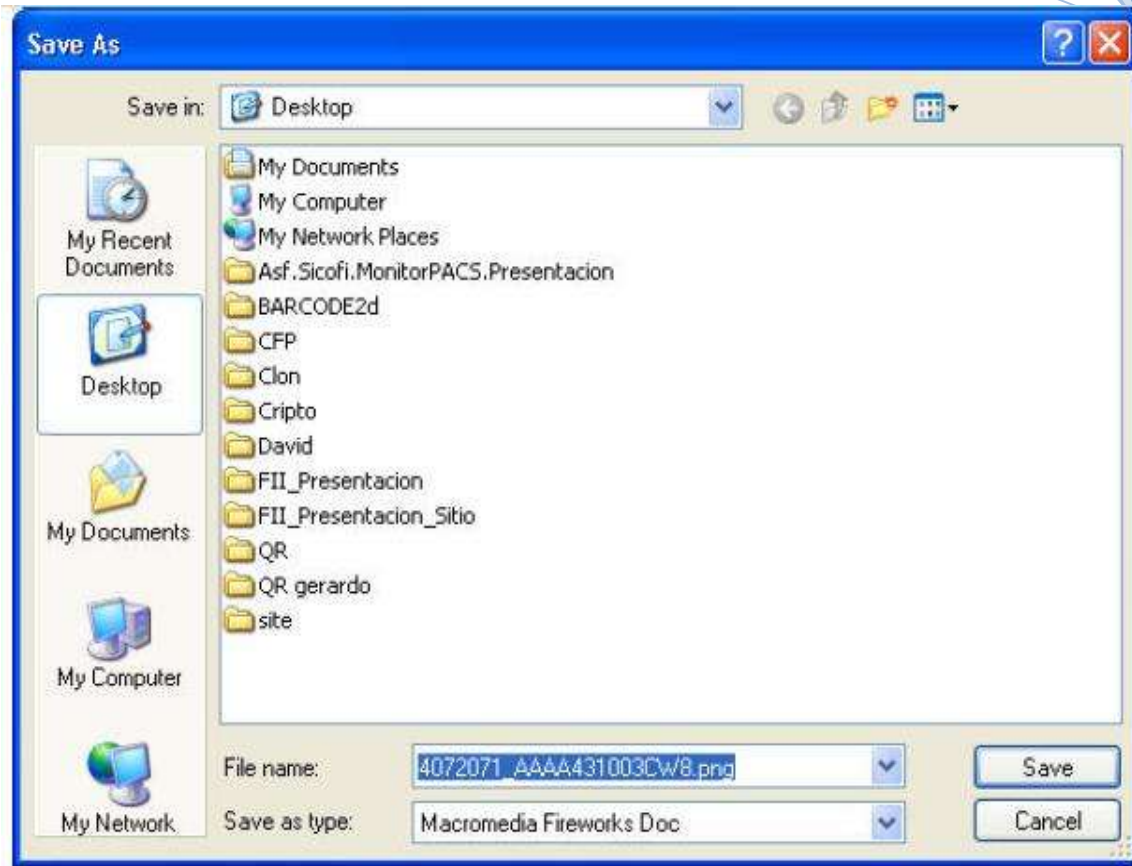 Save As
Save in: Desktop
My Recent
Documents
Desktop
My Documents
My Computer
My Network
My Documents
My Computer
My Network Places
Asf.Sicofi.MonitorPACS.Presentacion
BARCODE2d
CFP
Clon
Cripto
David
FII_Presentacion
FII_Presentacion_Sitio
QR
QR gerardo
site
File name: 4072071_AAAA431003CW8.png Save
Save as type: Macromedia Fireworks Doc Cancel